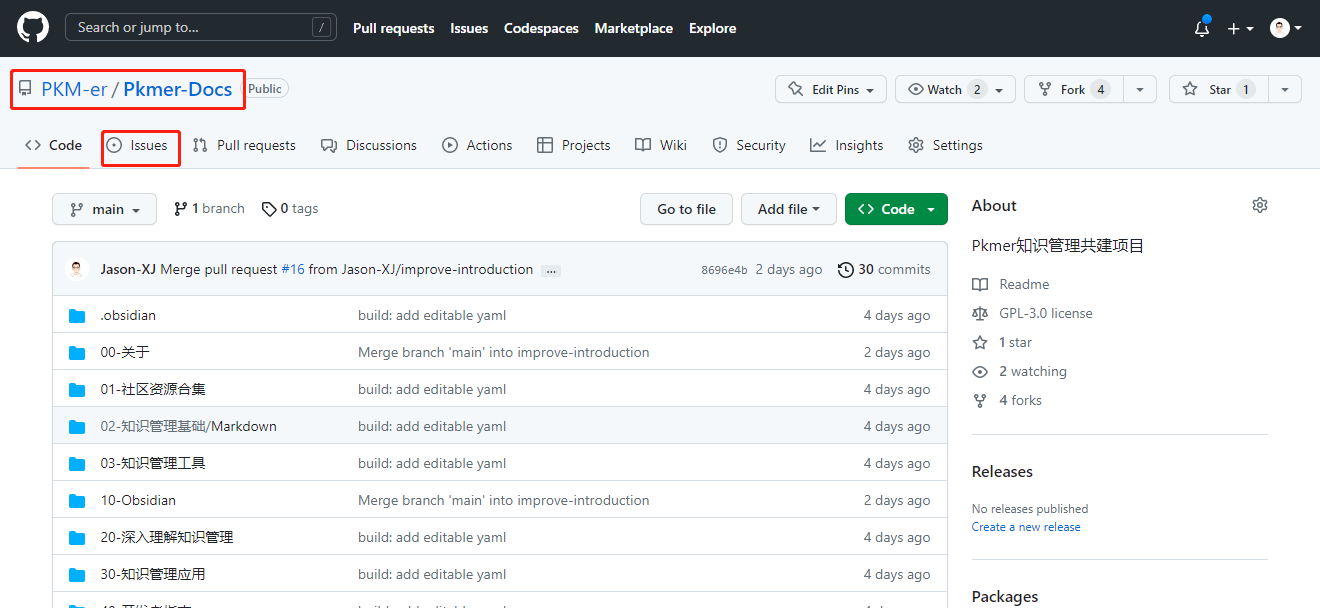 Search or jump to... / Pull requests Issues Codespaces Marketplace Explore
PKM-er / Pkmer-Docs Public Edit Pins Watch 2 Fork 4 Star 1
Code Issues Pull requests Discussions Actions Projects Wiki Security Insights Settings
main 1 branch 0 tags Go to file Add file Code
Jason-XJ Merge pull request #16 from Jason-XJ/improve-introduction ... 8696e4b 2 days ago 30 commits
.obsidian build: add editable yaml 4 days ago
00-关于 Merge branch 'main' into improve-introduction 2 days ago
01-社区资源合集 build: add editable yaml 4 days ago
02-知识管理基础/Markdown build: add editable yaml 4 days ago
03-知识管理工具 build: add editable yaml 4 days ago
10-Obsidian Merge branch 'main' into improve-introduction 2 days ago
20-深入理解知识管理 build: add editable yaml 4 days ago
30-知识管理应用 build: add editable yaml 4 days ago
About
Pkmer知识管理共建项目
Readme
GPL-3.0 license
1 star
2 watching
4 forks
Releases
No releases published
Create a new release
Packages